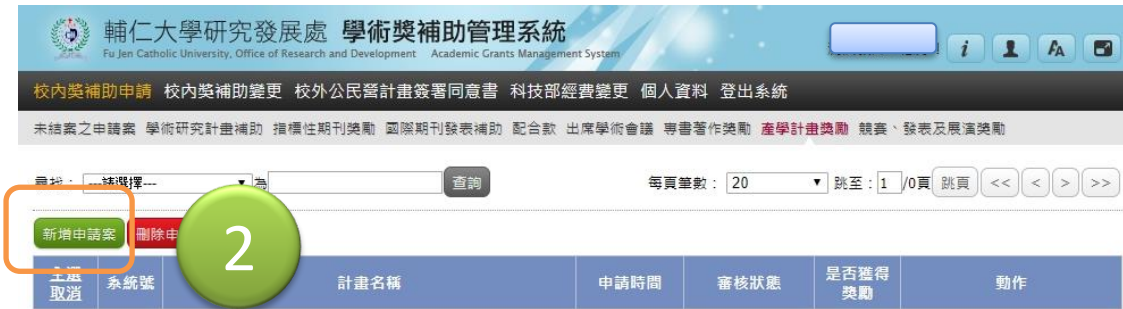 輔仁大學研究發展處 學術獎補助管理系統
Fu Jen Catholic University, Office of Research and Development Academic Grants Management System
校內獎補助申請 校內獎補助變更 校外公民營計畫簽署同意書 科技部經費變更 個人資料 登出系統
未結案之申請案 學術研究計畫補助 指標性期刊獎勵 國際期刊發表補助 配合款 出席學術會議 專書著作獎勵 產學計畫獎勵 競賽、發表及展演獎勵
尋找： ---請選擇--- 為 查詢 每頁筆數： 20 跳至：1 /0頁 跳頁 << < > >>
新增申請案 刪除申
2
全選 取消 系統號 計畫名稱 申請時間 審核狀態 是否獲得 獎勵 動作